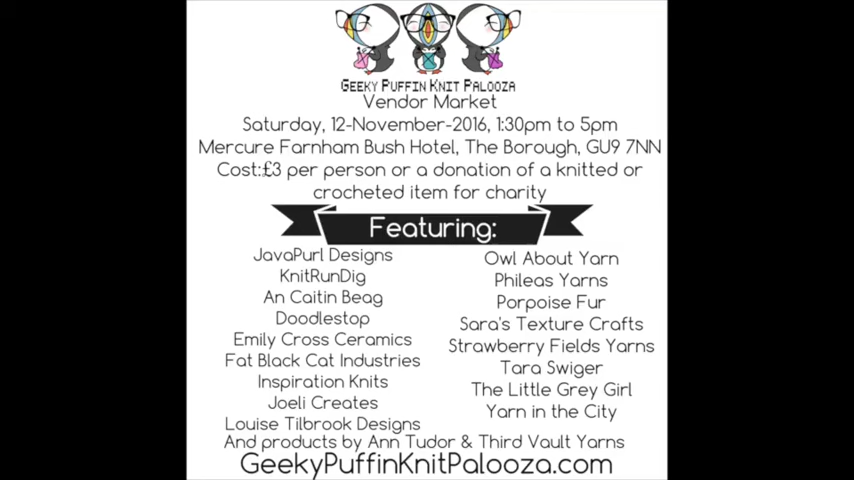 Geeky Puffin Knit Palooza
Vendor Market
Saturday, 12-November-2016, 1:30pm to 5pm
Mercure Farnham Bush Hotel, The Borough, GU9 7NN
Cost:£3 per person or a donation of a knitted or
crocheted item for charity
Featuring:
JavaPurl Designs
KnitRunDig
An Caitin Beag
Doodlestop
Emily Cross Ceramics
Fat Black Cat Industries
Inspiration Knits
Joeli Creates
Louise Tilbrook Designs
Owl About Yarn
Phileas Yarns
Porpoise Fur
Sara's Texture Crafts
Strawberry Fields Yarns
Tara Swiger
The Little Grey Girl
Yarn in the City
And products by Ann Tudor & Third Vault Yarns
GeekyPuffinKnitPalooza.com